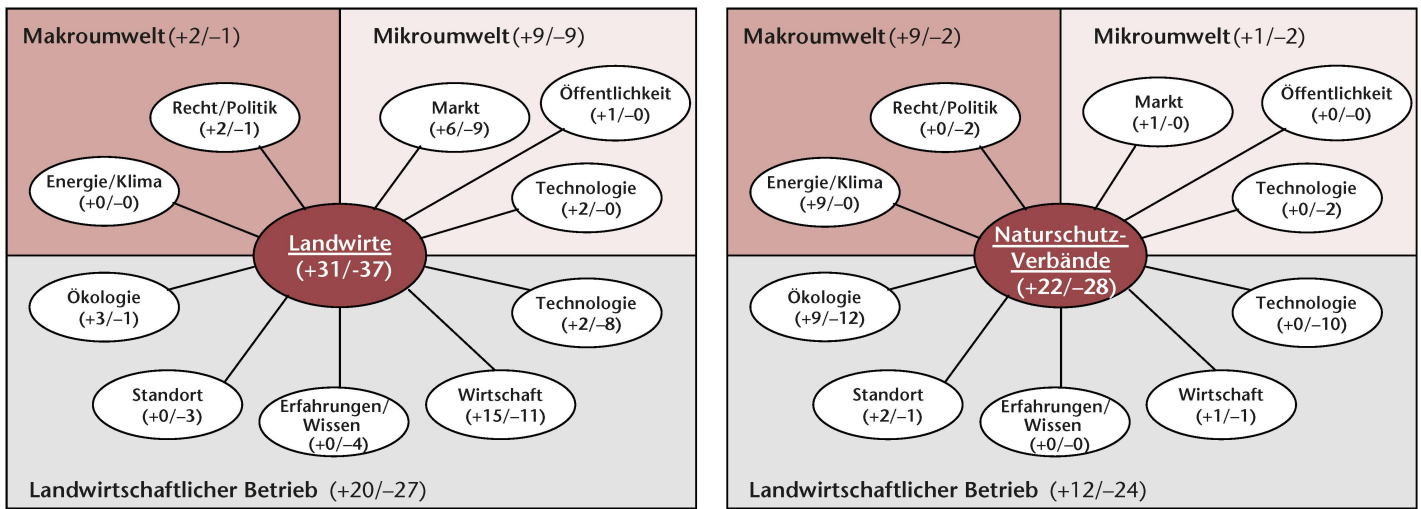 Makroumwelt (+2/–1)
Mikroumwelt (+9/–9)
Recht/Politik
(+2/–1)
Markt
(+6/–9)
Öffentlichkeit
(+1/–0)
Energie/Klima
(+0/–0)
Technologie
(+2/–0)
Landwirte
(+31/-37)
Ökologie
(+3/–1)
Technologie
(+2/–8)
Standort
(+0/–3)
Erfahrungen/
Wissen
(+0/–4)
Wirtschaft
(+15/–11)
Landwirtschaftlicher Betrieb (+20/–27)
Makroumwelt (+9/–2)
Mikroumwelt (+1/–2)
Recht/Politik
(+0/–2)
Markt
(+1/-0)
Öffentlichkeit
(+0/–0)
Energie/Klima
(+9/–0)
Technologie
(+0/–2)
Naturschutz-
Verbände
(+22/–28)
Ökologie
(+9/–12)
Technologie
(+0/–10)
Standort
(+2/–1)
Erfahrungen/
Wissen
(+0/–0)
Wirtschaft
(+1/–1)
Landwirtschaftlicher Betrieb (+12/–24)